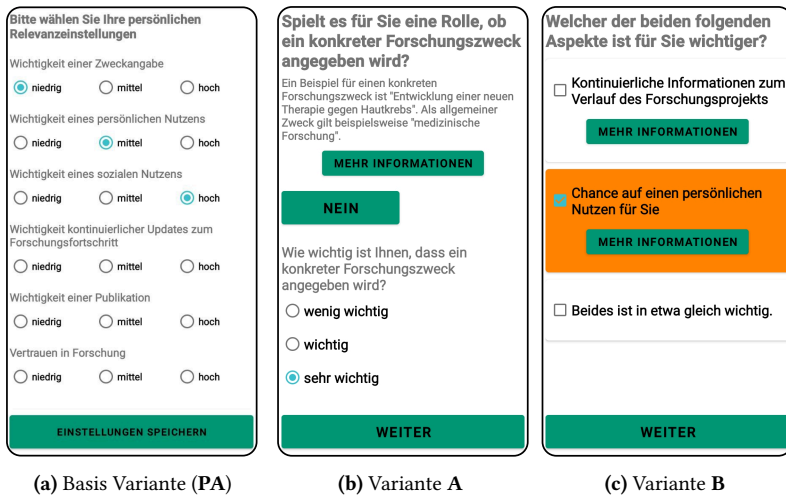 Bitte wählen Sie Ihre persönlichen
Relevanzeinstellungen
Wichtigkeit einer Zweckangabe
niedrig mittel hoch
Wichtigkeit eines persönlichen Nutzens
niedrig mittel hoch
Wichtigkeit eines sozialen Nutzens
niedrig mittel hoch
Wichtigkeit kontinuierlicher Updates zum
Forschungsfortschritt
niedrig mittel hoch
Wichtigkeit einer Publikation
niedrig mittel hoch
Vertrauen in Forschung
niedrig mittel hoch
EINSTELLUNGEN SPEICHERN
(a) Basis Variante (PA)
Spielt es für Sie eine Rolle, ob
ein konkreter Forschungszweck
angegeben wird?
Ein Beispiel für einen konkreten
Forschungszweck ist "Entwicklung einer neuen
Therapie gegen Hautkrebs". Als allgemeiner
Zweck gilt beispielsweise "medizinische
Forschung".
MEHR INFORMATIONEN
NEIN
Wie wichtig ist Ihnen, dass ein
konkreter Forschungszweck
angegeben wird?
wenig wichtig
wichtig
sehr wichtig
WEITER
(b) Variante A
Welcher der beiden folgenden
Aspekte ist für Sie wichtiger?
Kontinuierliche Informationen zum
Verlauf des Forschungsprojekts
MEHR INFORMATIONEN
Chance auf einen persönlichen
Nutzen für Sie
MEHR INFORMATIONEN
Beides ist in etwa gleich wichtig.
WEITER
(c) Variante B